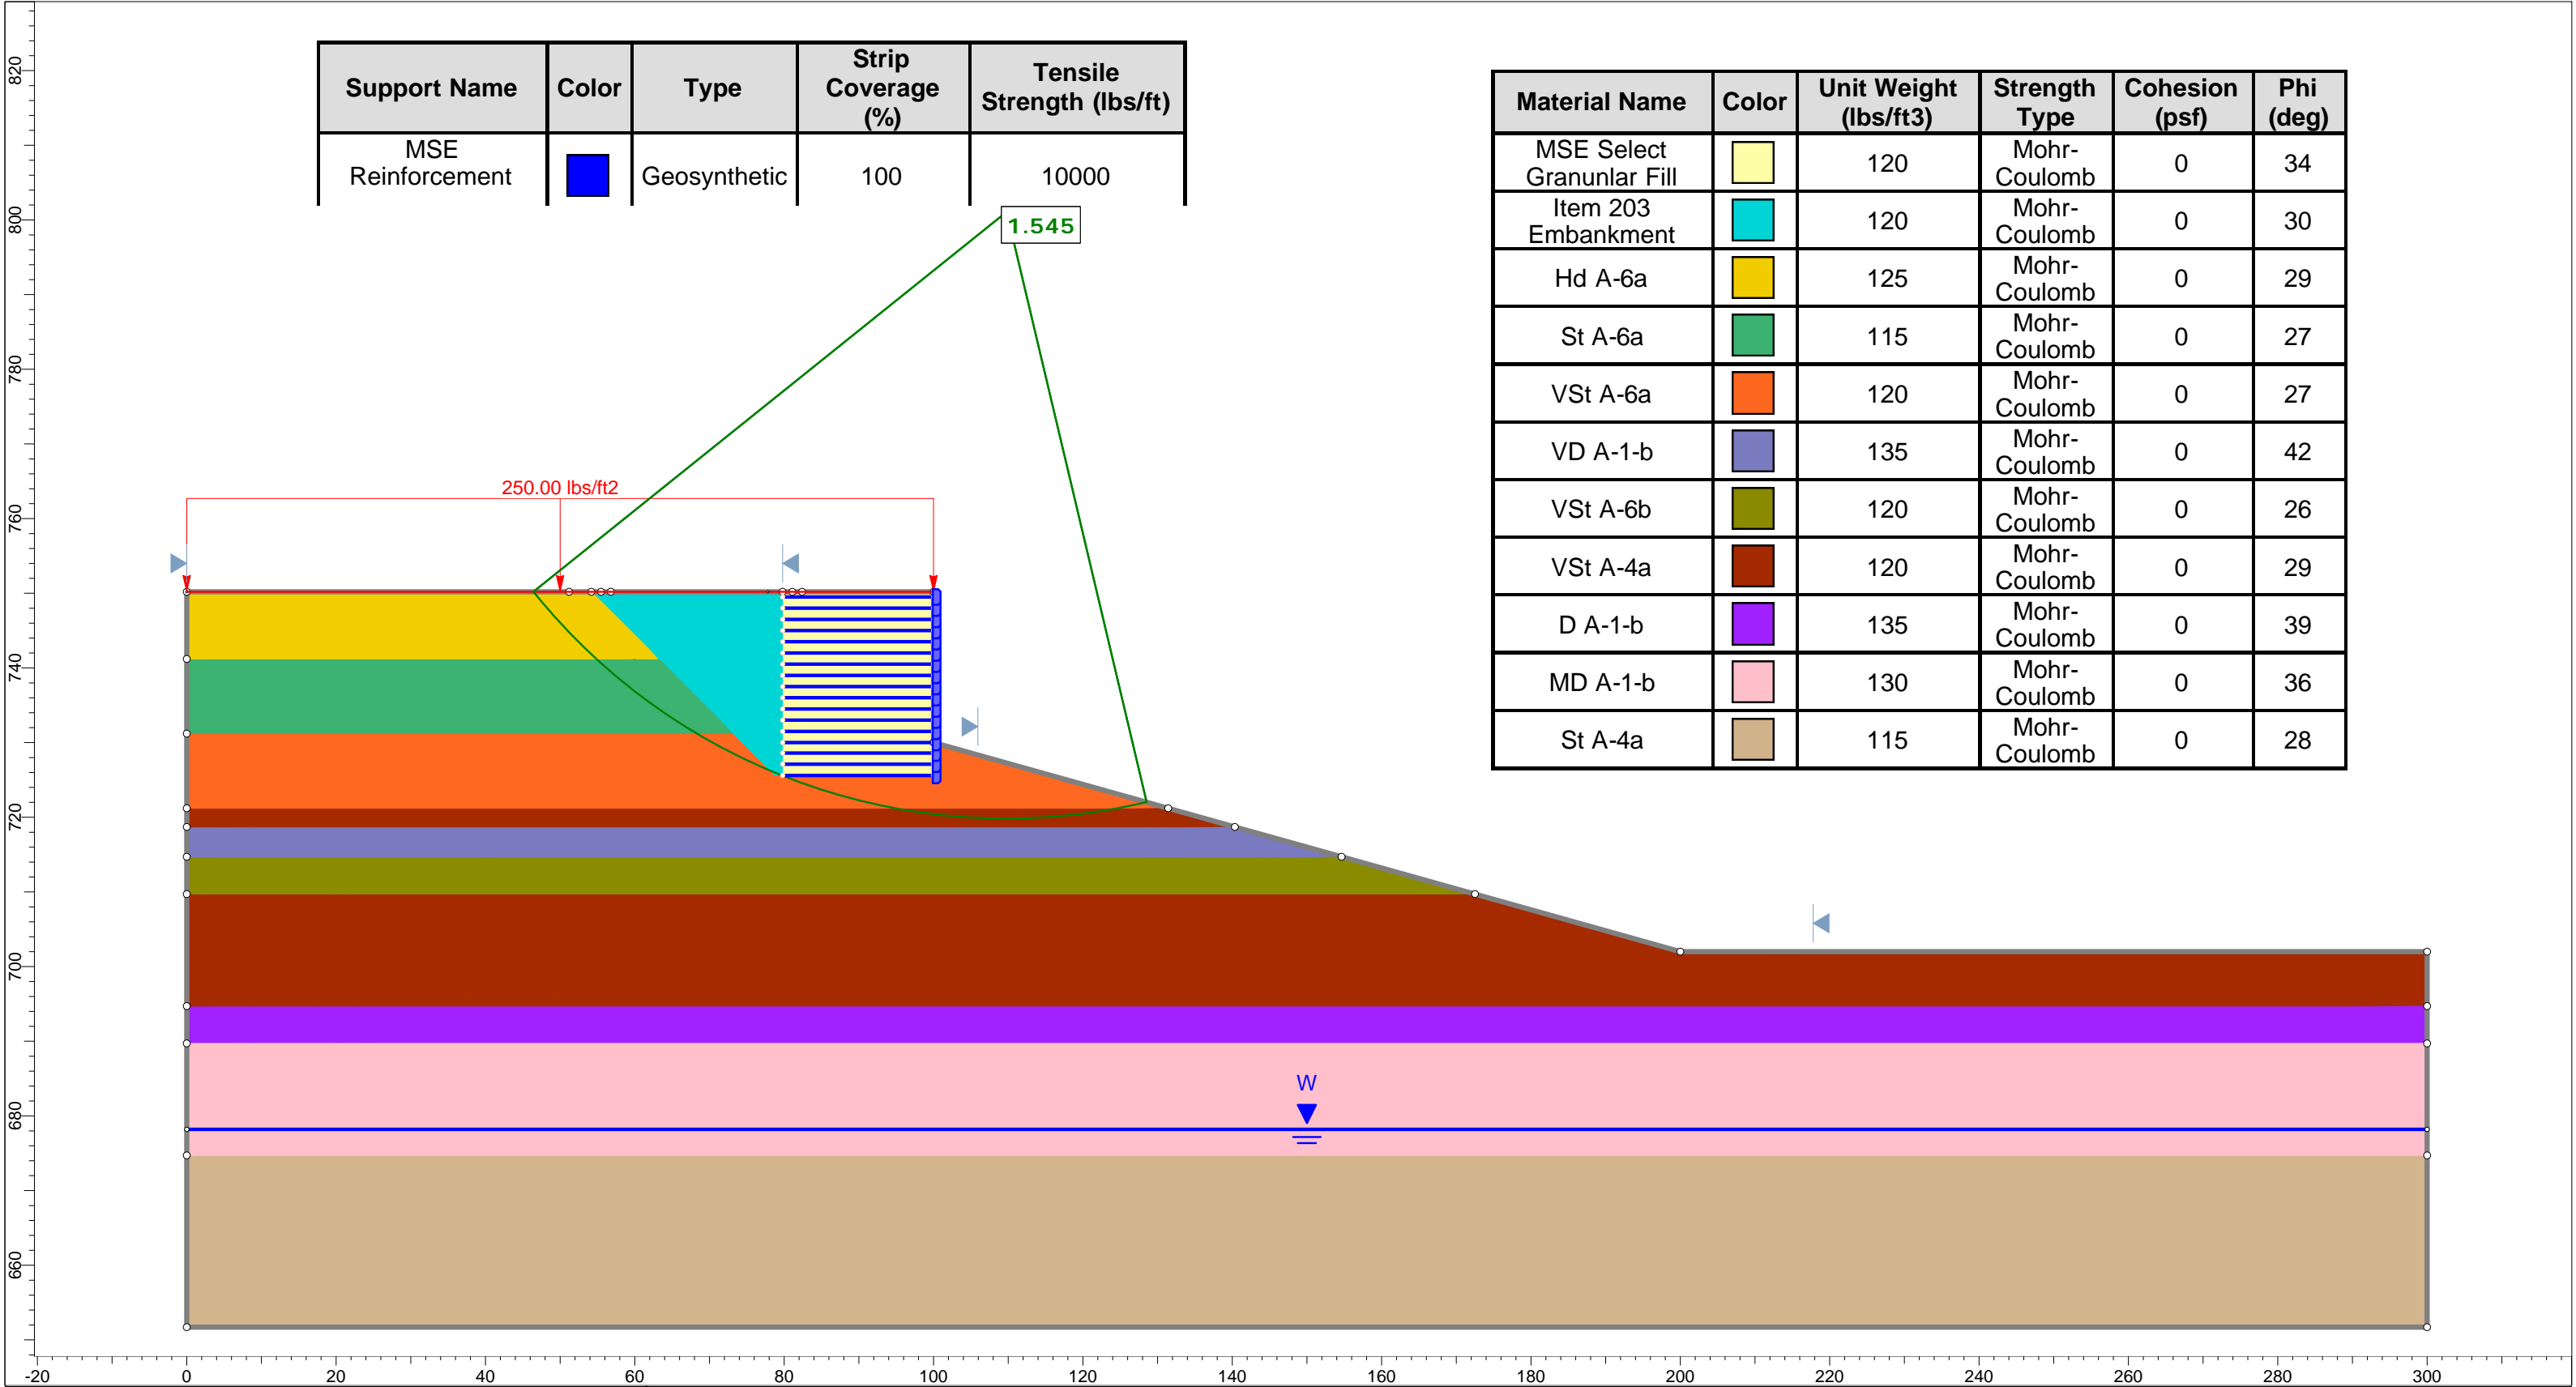 Support Name
Color
Type
Strip
Coverage
(%)
Tensile
Strength (lbs/ft)
MSE
Reinforcement
Geosynthetic
100
10000
Material Name
Color
Unit Weight
(lbs/ft3)
Strength
Type
Cohesion
(psf)
Phi
(deg)
MSE Select
Granunlar Fill
120
Mohr-
Coulomb
0
34
Item 203
Embankment
120
Mohr-
Coulomb
0
30
Hd A-6a
125
Mohr-
Coulomb
0
29
St A-6a
115
Mohr-
Coulomb
0
27
VSt A-6a
120
Mohr-
Coulomb
0
27
VD A-1-b
135
Mohr-
Coulomb
0
42
VSt A-6b
120
Mohr-
Coulomb
0
26
VSt A-4a
120
Mohr-
Coulomb
0
29
D A-1-b
135
Mohr-
Coulomb
0
39
MD A-1-b
130
Mohr-
Coulomb
0
36
St A-4a
115
Mohr-
Coulomb
0
28
1.545
250.00 lbs/ft2
W
820
800
780
760
740
720
700
680
660
-20
0
20
40
60
80
100
120
140
160
180
200
220
240
260
280
300